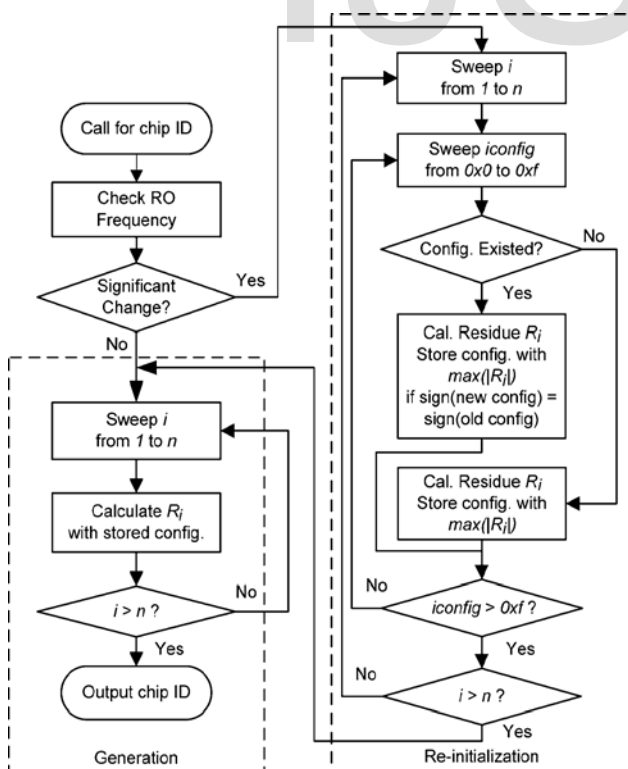 Call for chip ID
Check RO
Frequency
Significant
Change?
Yes
No
Sweep i
from 1 to n
Calculate Ri
with stored config.
i > n ?
No
Yes
Output chip ID
Generation
Sweep i
from 1 to n
Sweep iconfig
from 0x0 to 0xf
Config. Existed?
No
Yes
Cal. Residue Ri
Store config. with
max(|Ri|)
if sign(new config) =
sign(old config)
Cal. Residue Ri
Store config. with
max(|Ri|)
iconfig > 0xf ?
No
Yes
i > n ?
No
Yes
Re-initialization